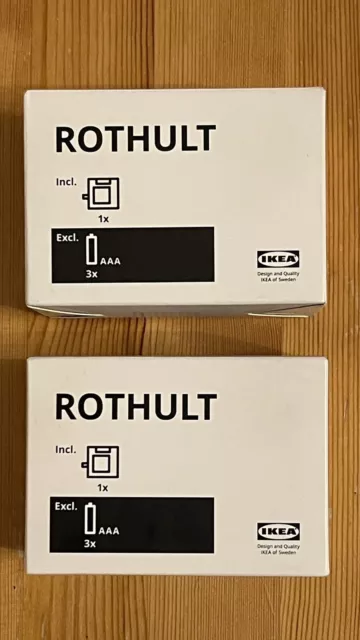 ROTHULT
Incl.
1x
Excl.
AAA
3x
IKEA
Design and Quality
IKEA of Sweden
ROTHULT
Incl.
1x
Excl.
AAA
3x
IKEA
Design and Quality
IKEA of Sweden